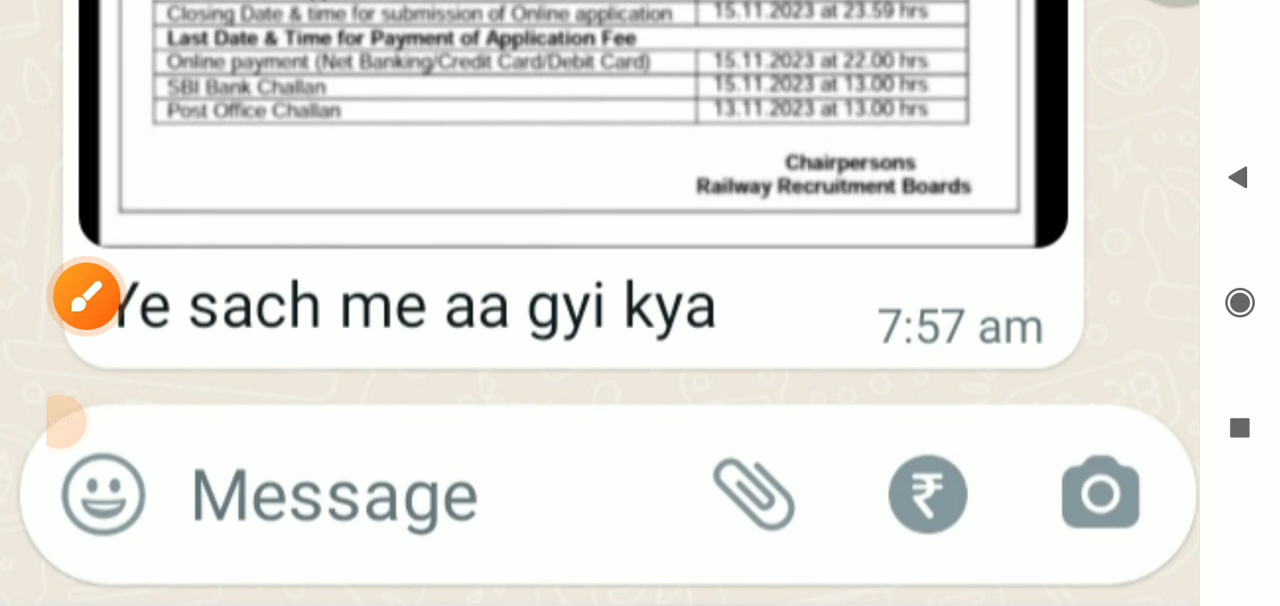 Closing Date & time for submission of Online application 15.11.2023 at 23.59 hrs
Last Date & Time for Payment of Application Fee
Online payment (Net Banking/Credit Card/Debit Card) 15.11.2023 at 22.00 hrs
SBI Bank Challan 15.11.2023 at 13.00 hrs
Post Office Challan 13.11.2023 at 13.00 hrs
Chairpersons
Railway Recruitment Boards
Ye sach me aa gyi kya
7:57 am
Message